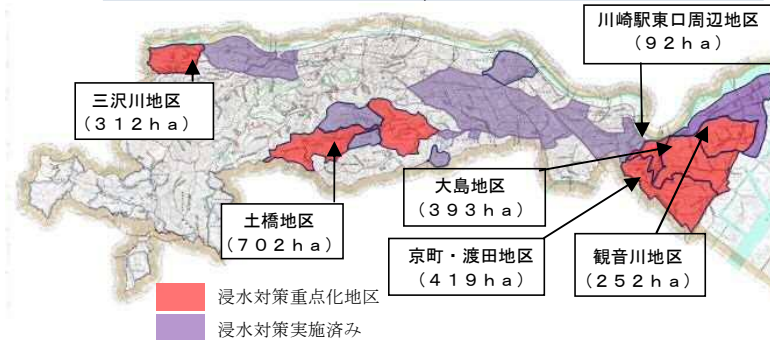 川崎駅東口周辺地区
（９２ｈａ）
三沢川地区
（３１２ｈａ）
大島地区
（３９３ｈａ）
土橋地区
（７０２ｈａ）
京町・渡田地区
（４１９ｈａ）
観音川地区
（２５２ｈａ）
浸水対策重点化地区
浸水対策実施済み